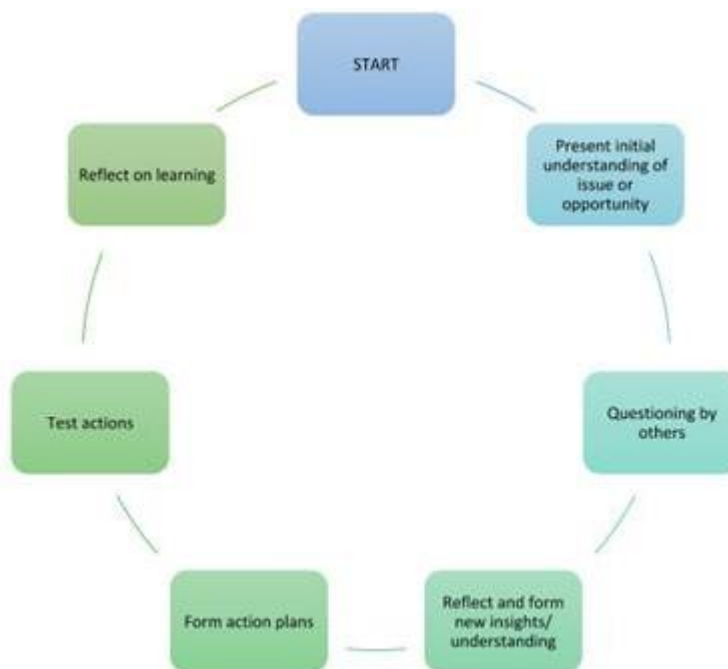 START
Present initial
understanding of
issue or
opportunity
Questioning by
others
Reflect and form
new insights/
understanding
Form action plans
Test actions
Reflect on learning